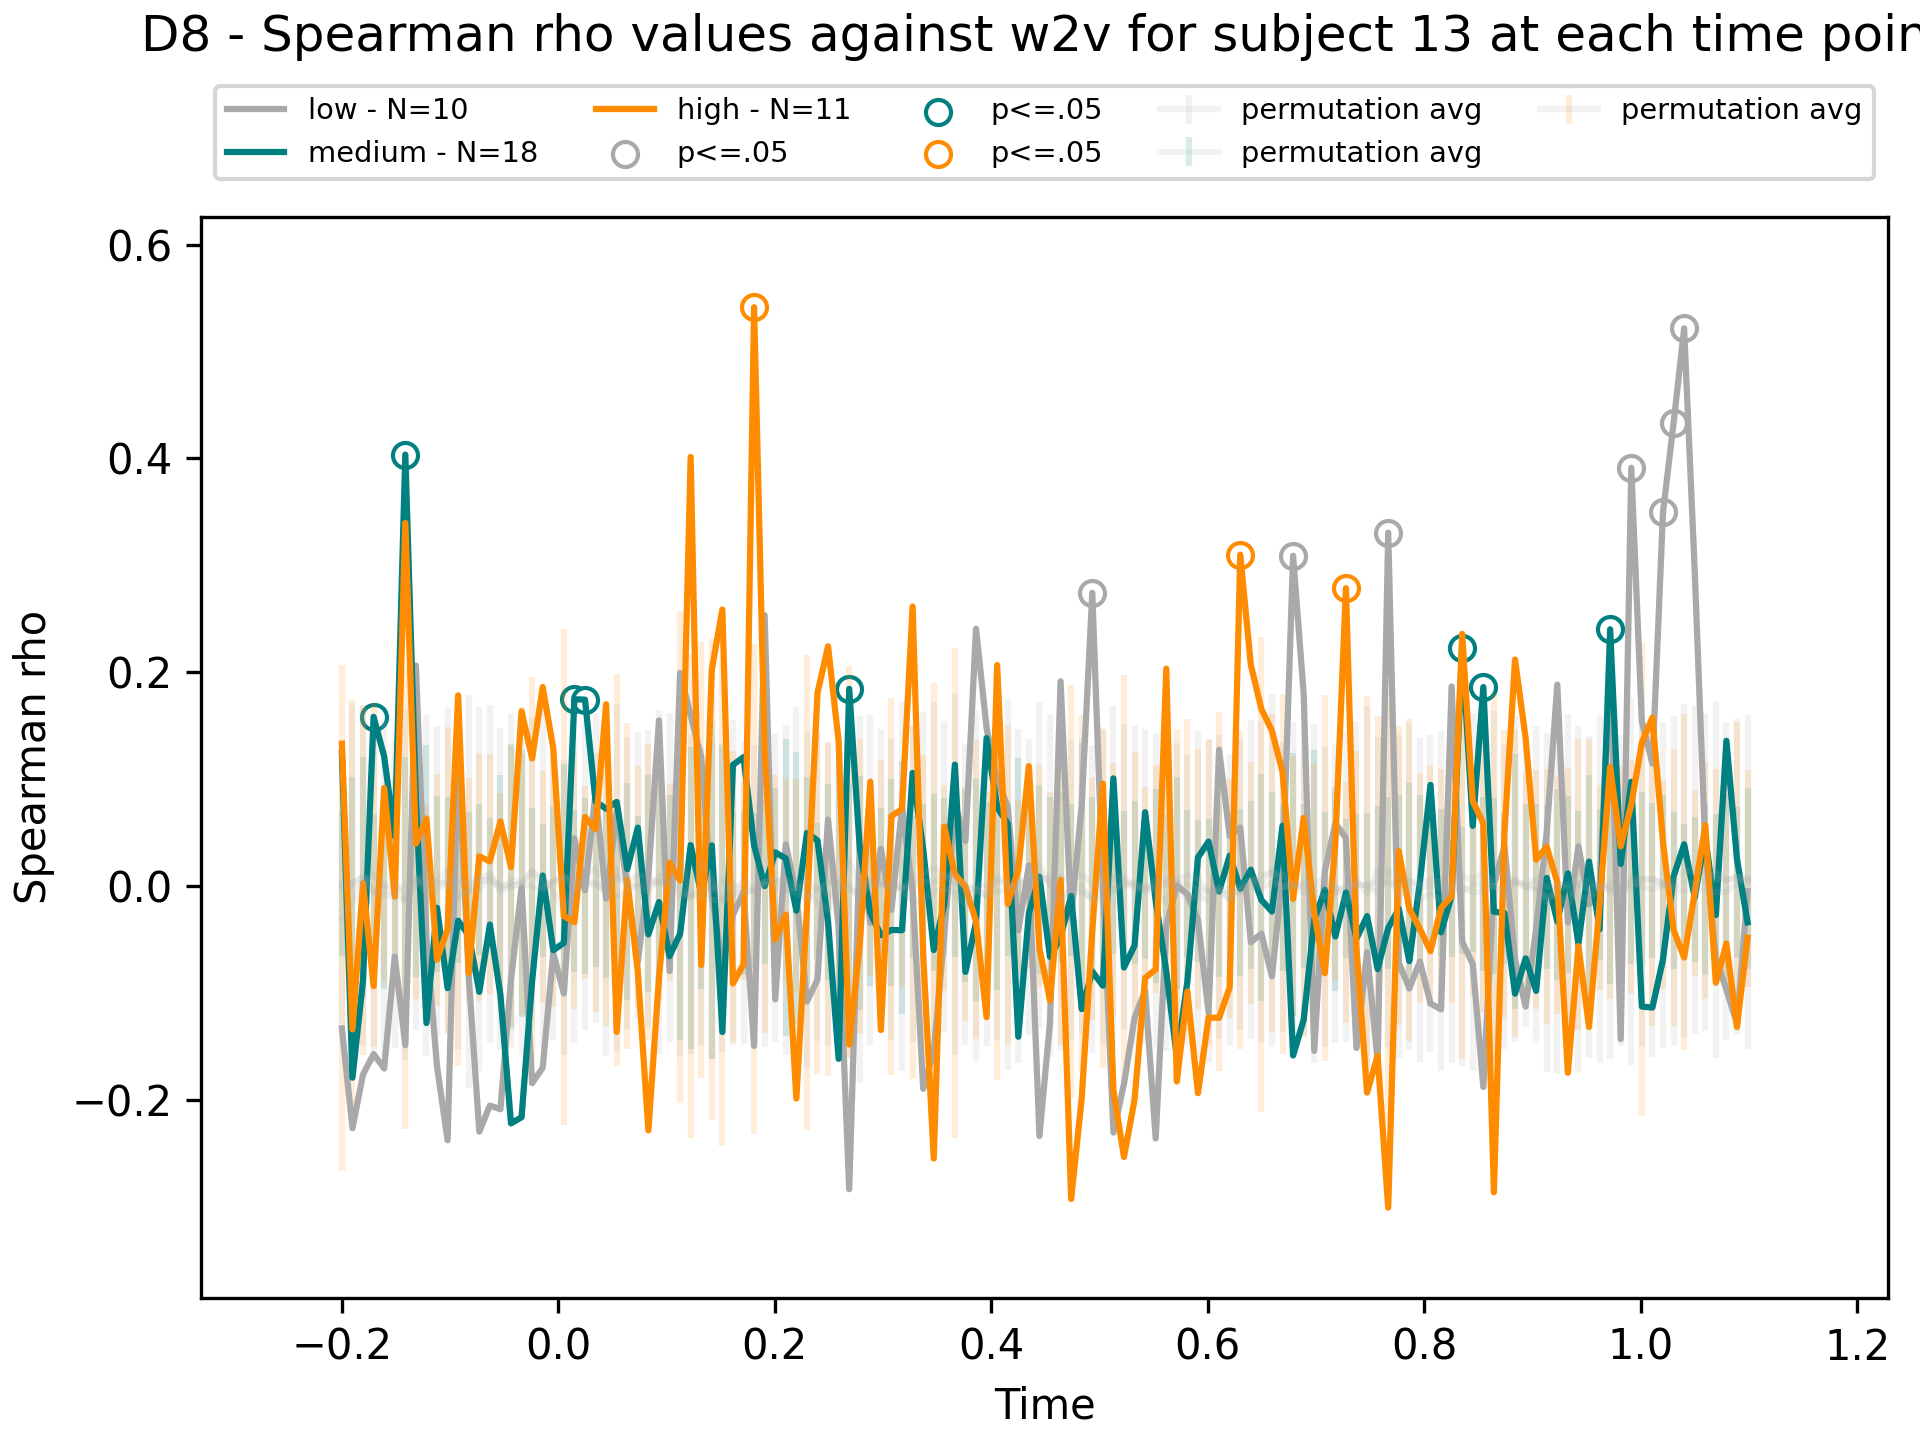 D8 - Spearman rho values against w2v for subject 13 at each time
low - N=10 high - N=11 p<=.05 permutation avg permutation avg
medium - N=18 p<=.05 p<=.05 permutation avg
0.6
0.4
0.2
0.0
−0.2
Spearman rho
−0.2 0.0 0.2 0.4 0.6 0.8 1.0 1.2
Time